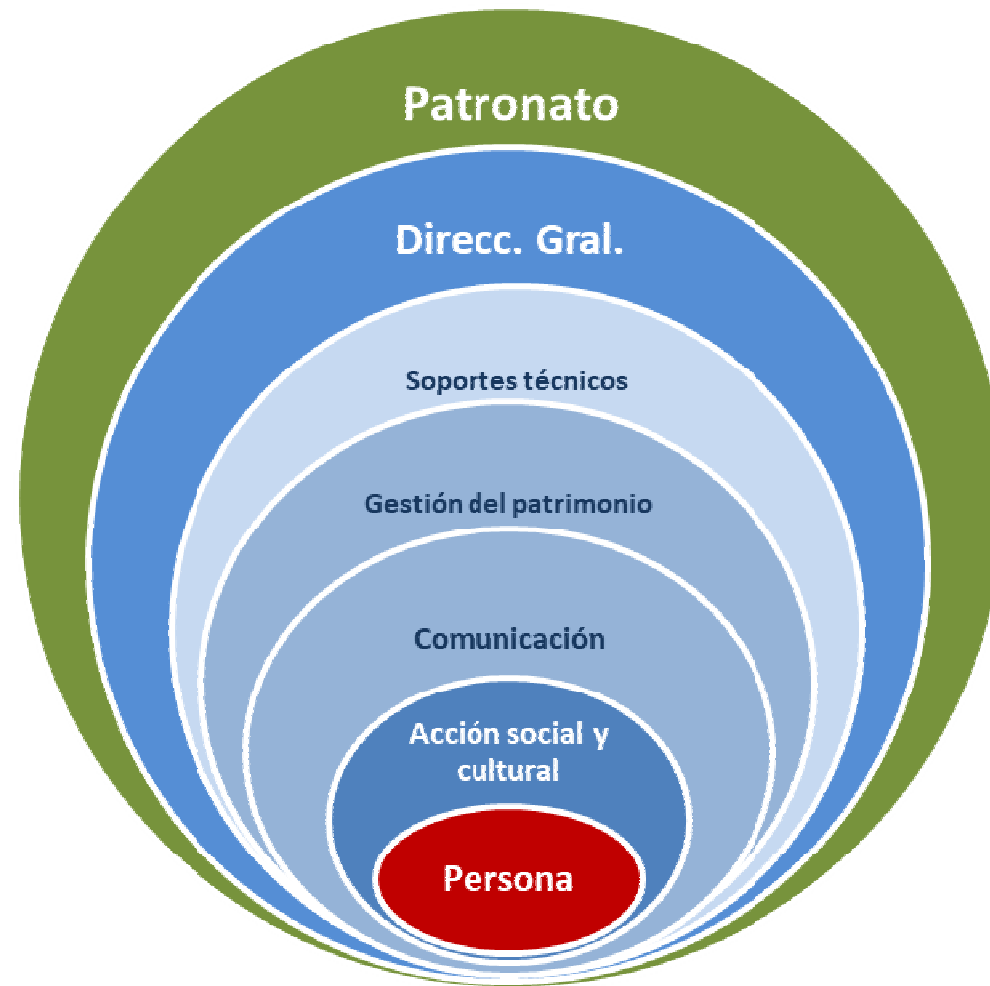 Patronato
Direcc. Gral.
Soportes técnicos
Gestión del patrimonio
Comunicación
Acción social y
cultural
Persona